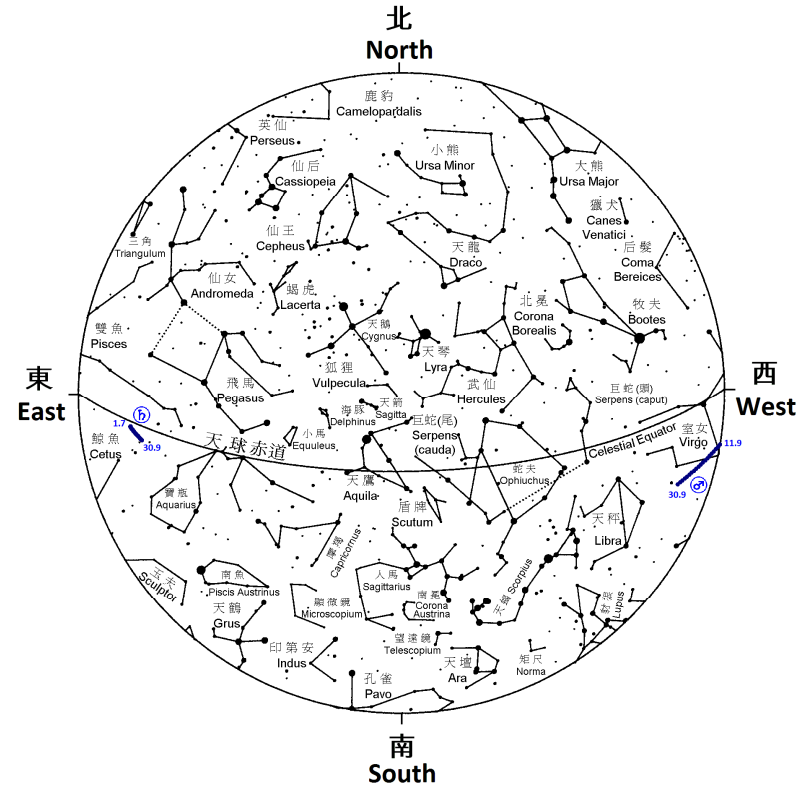 北
North
鹿豹
Camelopardalis
英仙
Perseus
小熊
Ursa Minor
仙后
Cassiopeia
大熊
Ursa Major
獵犬
Canes
Venatici
三角
Triangulum
仙王
Cepheus
天龍
Draco
后髮
Coma
Bereices
仙女
Andromeda
蝎虎
Lacerta
北冕
Corona
Borealis
牧夫
Bootes
雙魚
Pisces
天鵝
Cygnus
天琴
Lyra
東
East
西
West
飛馬
Pegasus
狐狸
Vulpecula
武仙
Hercules
巨蛇(頭)
Serpens (caput)
天箭
Sagitta
海豚
Delphinus
巨蛇(尾)
Serpens
(cauda)
♄
1.7
30.9
鯨魚
Cetus
天球赤道
Celestial Equator
小馬
Equuleus
室女
Virgo
11.9
30.9
♂
天鷹
Aquila
蛇夫
Ophiuchus
寶瓶
Aquarius
盾牌
Scutum
天秤
Libra
摩羯
Capricornus
玉夫
Sculptor
南魚
Piscis Austrinus
人馬
Sagittarius
天蠍
Scorpius
豺狼
Lupus
天鶴
Grus
顯微鏡
Microscopium
南冕
Corona
Austrina
望遠鏡
Telescopium
印第安
Indus
天壇
Ara
矩尺
Norma
孔雀
Pavo
南
South